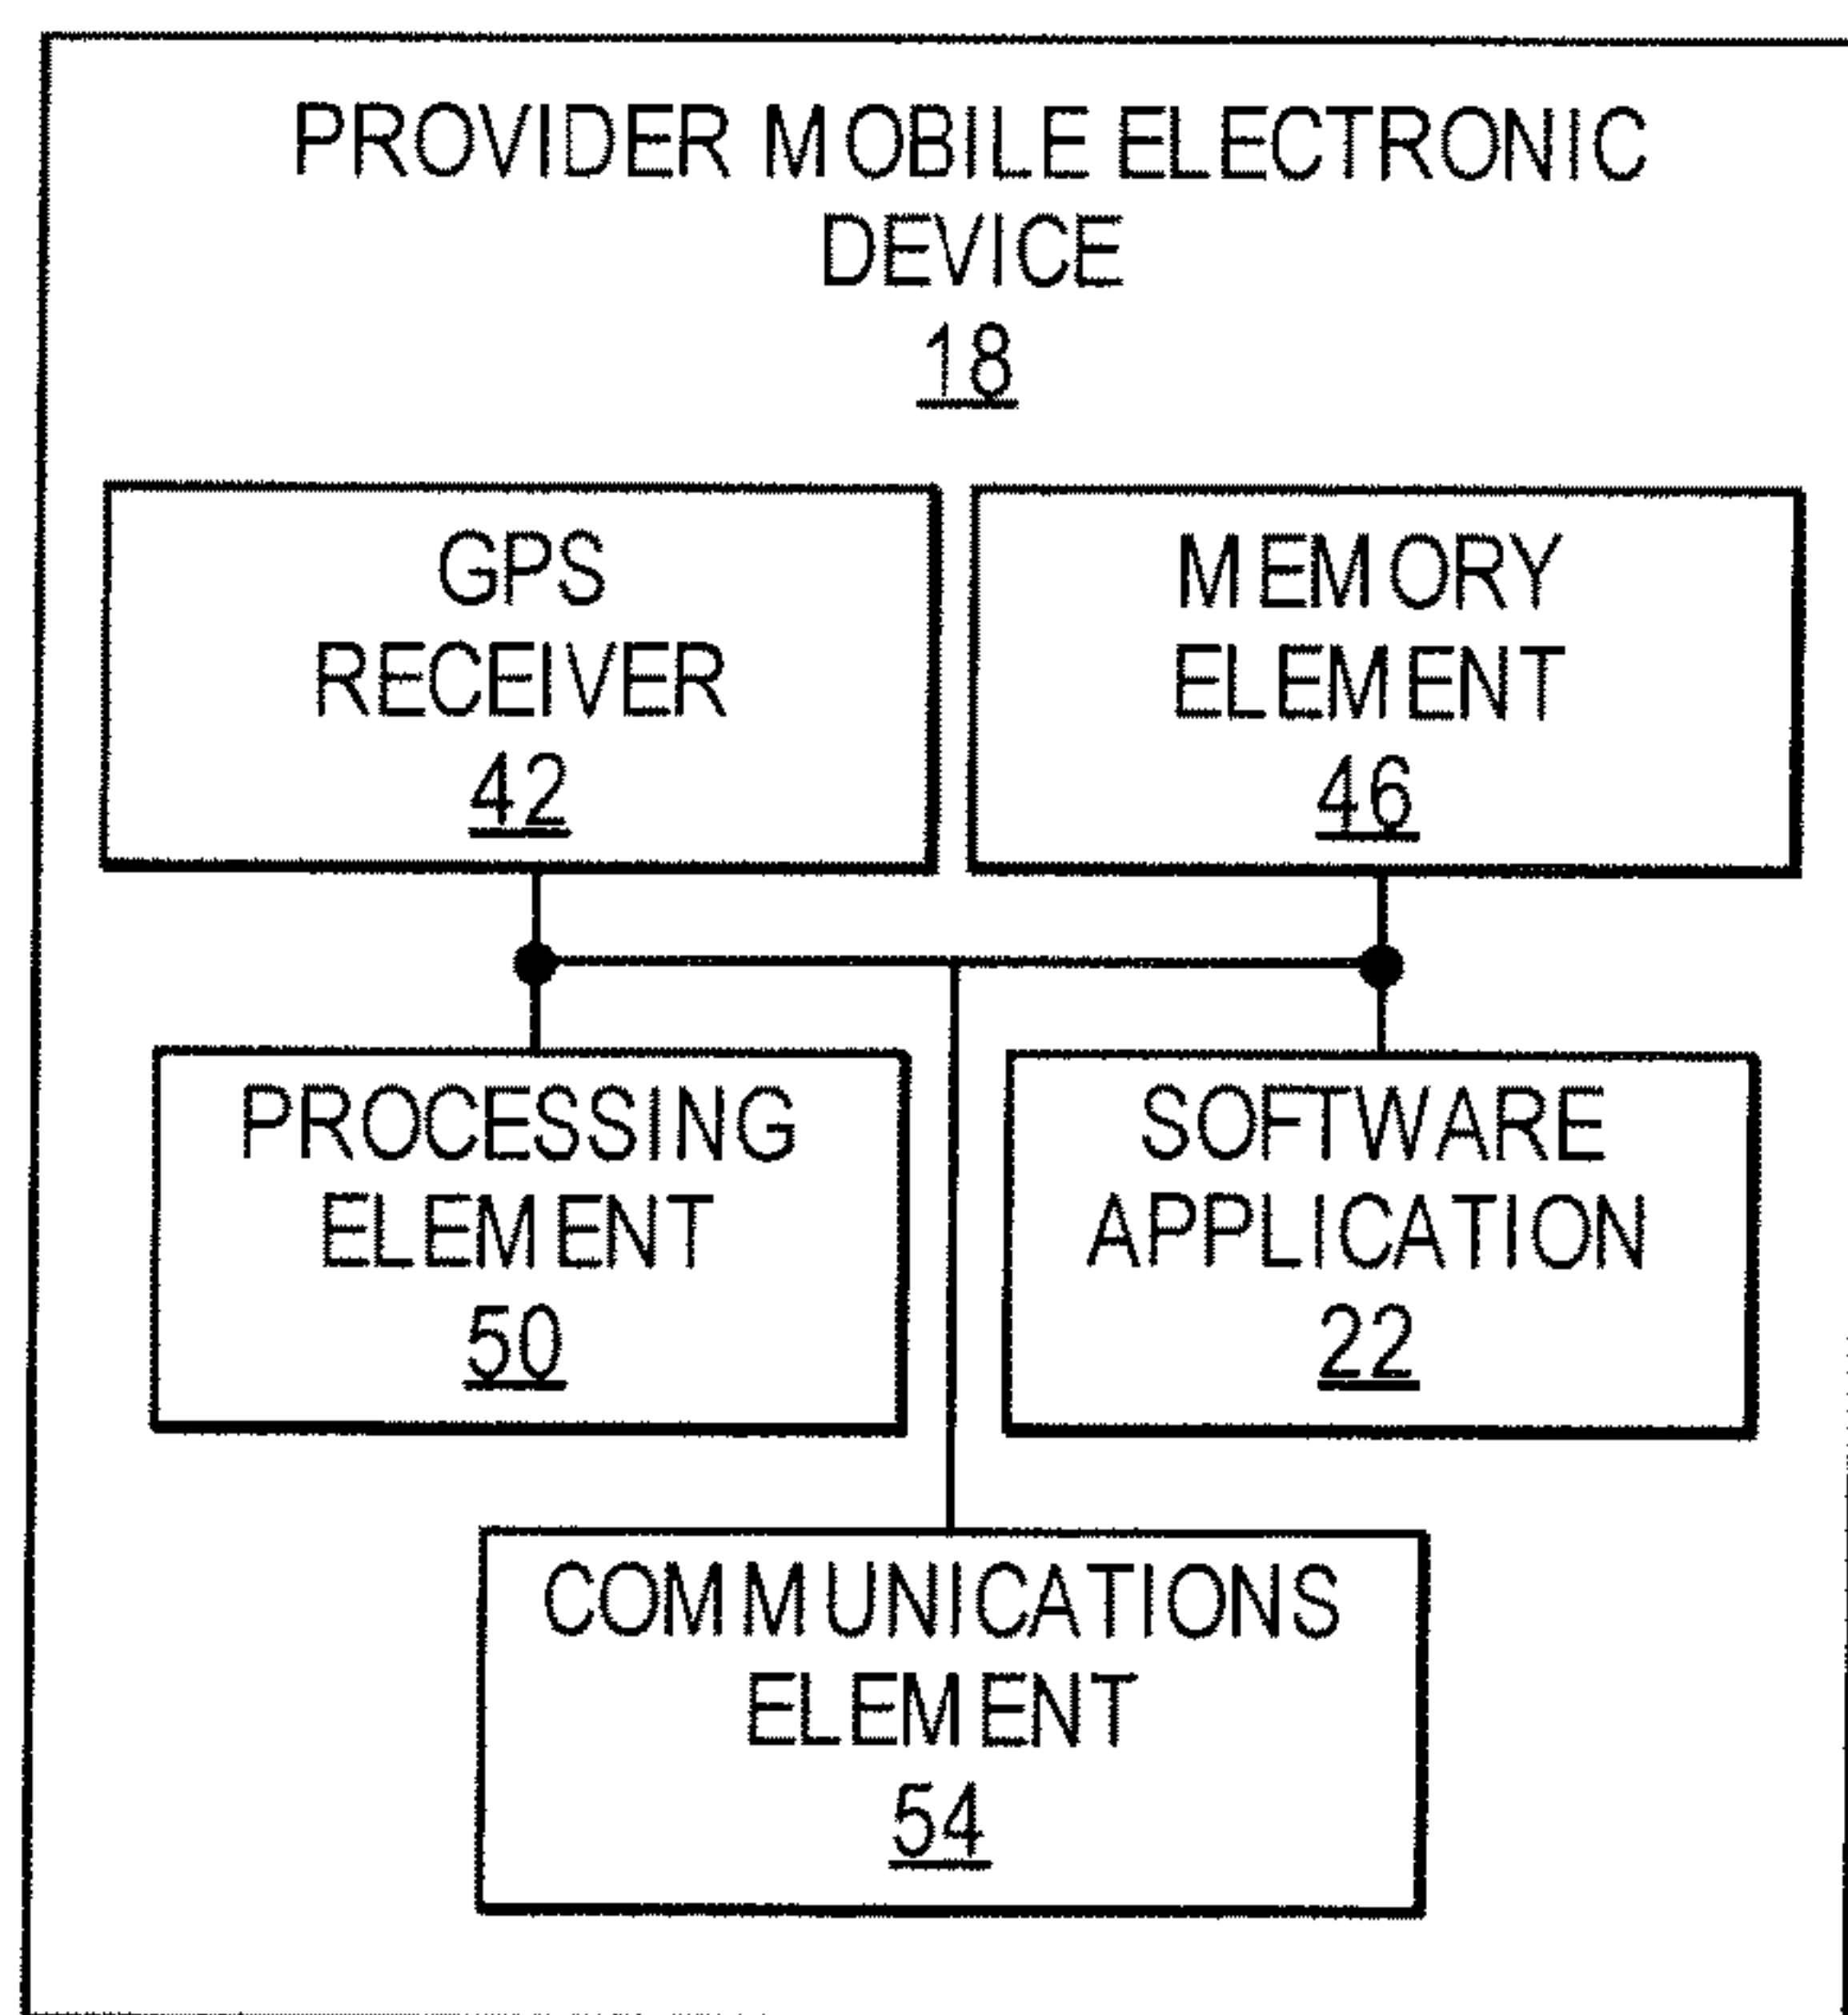 PROVIDER MOBILE ELECTRONIC
DEVICE
18
GPS
RECEIVER
42
MEMORY
ELEMENT
46
PROCESSING
ELEMENT
50
SOFTWARE
APPLICATION
22
COMMUNICATIONS
ELEMENT
54